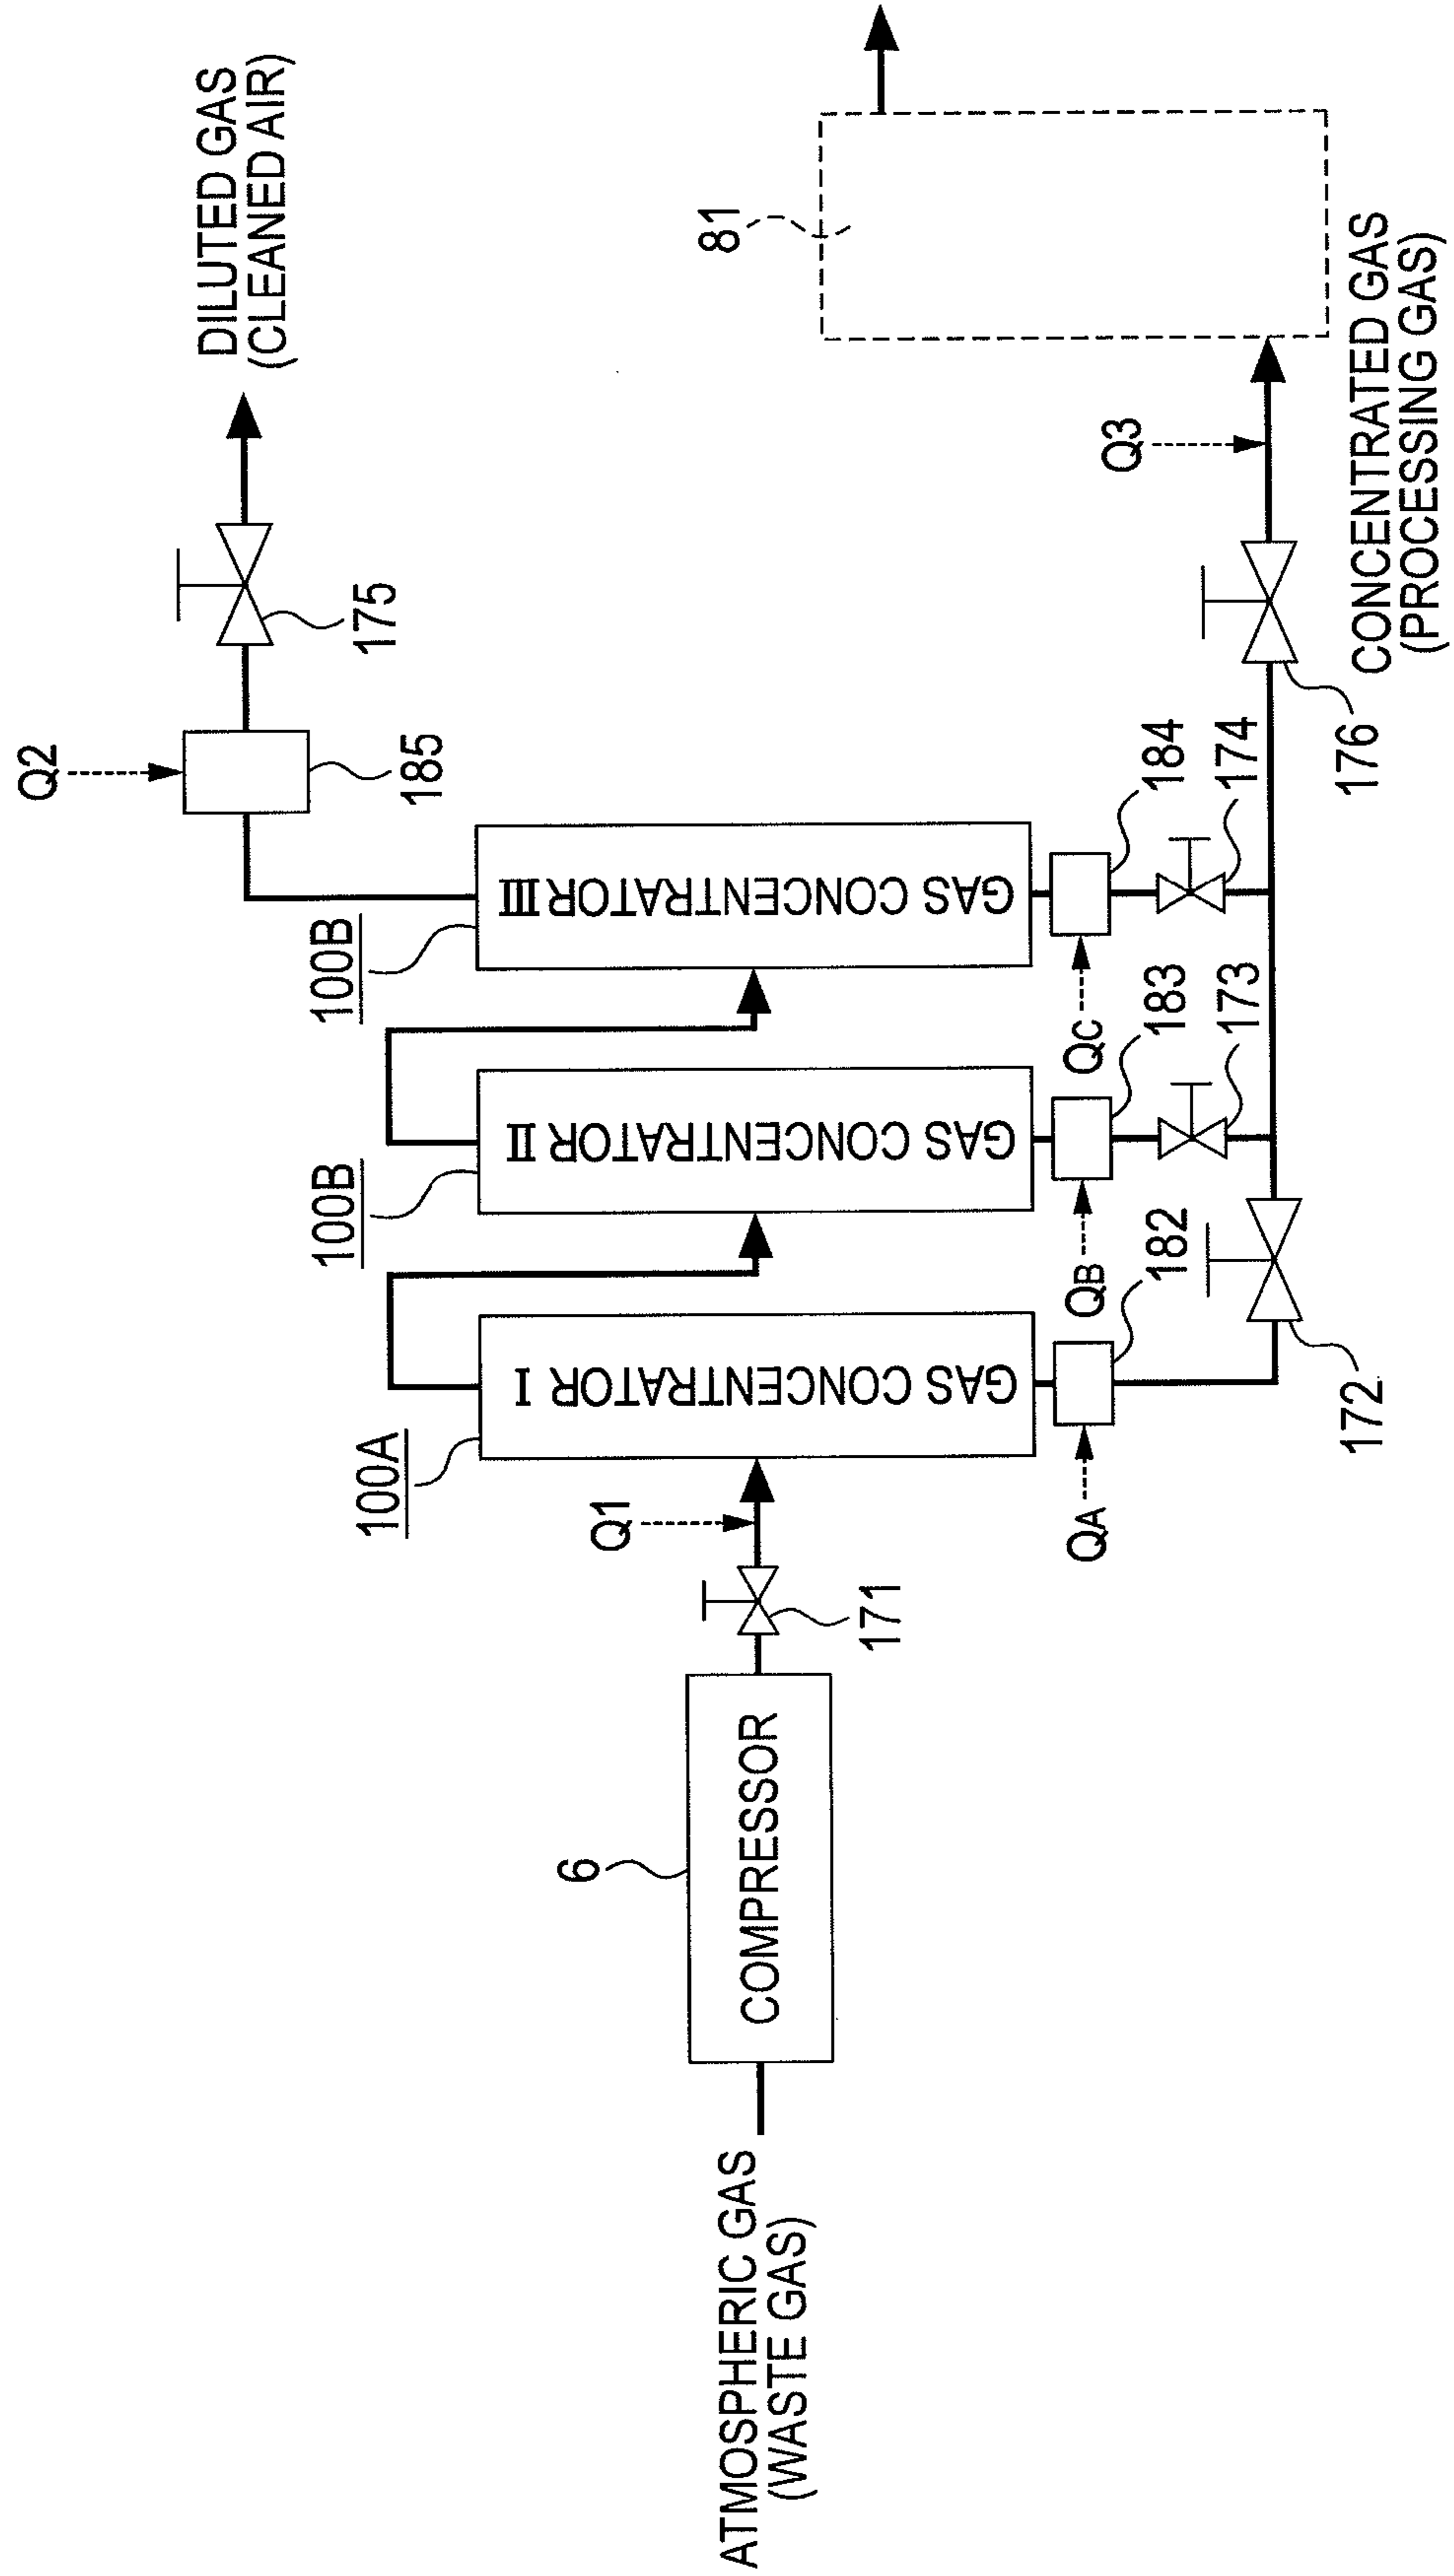 ATMOSPHERIC GAS
(WASTE GAS)
6
COMPRESSOR
171
Q1
100A
GAS CONCENTRATOR I
100B
GAS CONCENTRATOR II
100B
GAS CONCENTRATOR III
QA
182
QB
183
QC
184
172
173
174
176
Q2
185
175
DILUTED GAS
(CLEANED AIR)
Q3
81
CONCENTRATED GAS
(PROCESSING GAS)